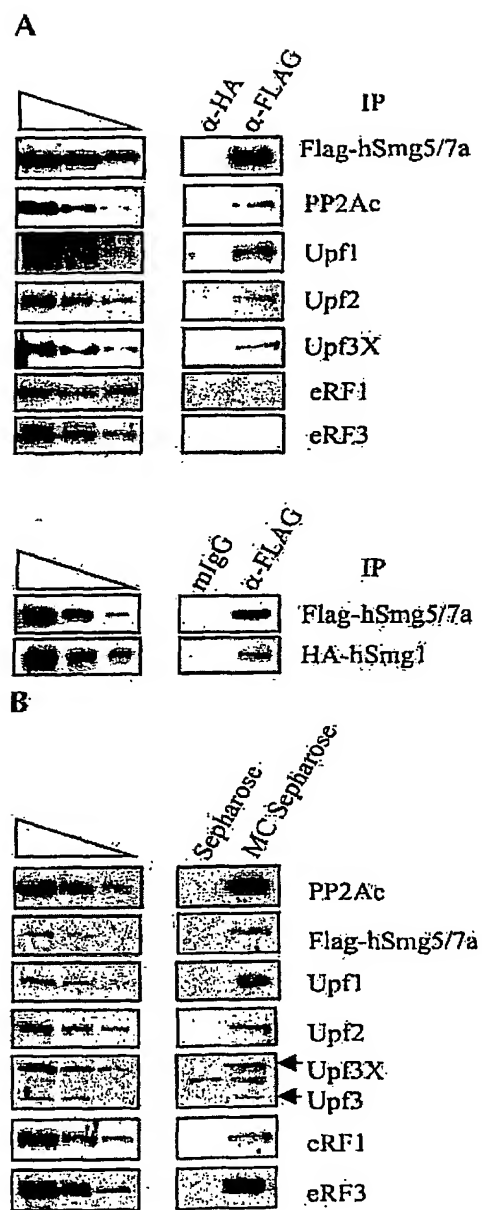 A
α-HA
α-FLAG
IP
Flag-hSmg5/7a
PP2Ac
Upf1
Upf2
Upf3X
eRF1
eRF3
mIgG
α-FLAG
IP
Flag-hSmg5/7a
HA-hSmg1
B
Sepharose
MC Sepharose
PP2Ac
Flag-hSmg5/7a
Upf1
Upf2
Upf3X
Upf3
eRF1
eRF3